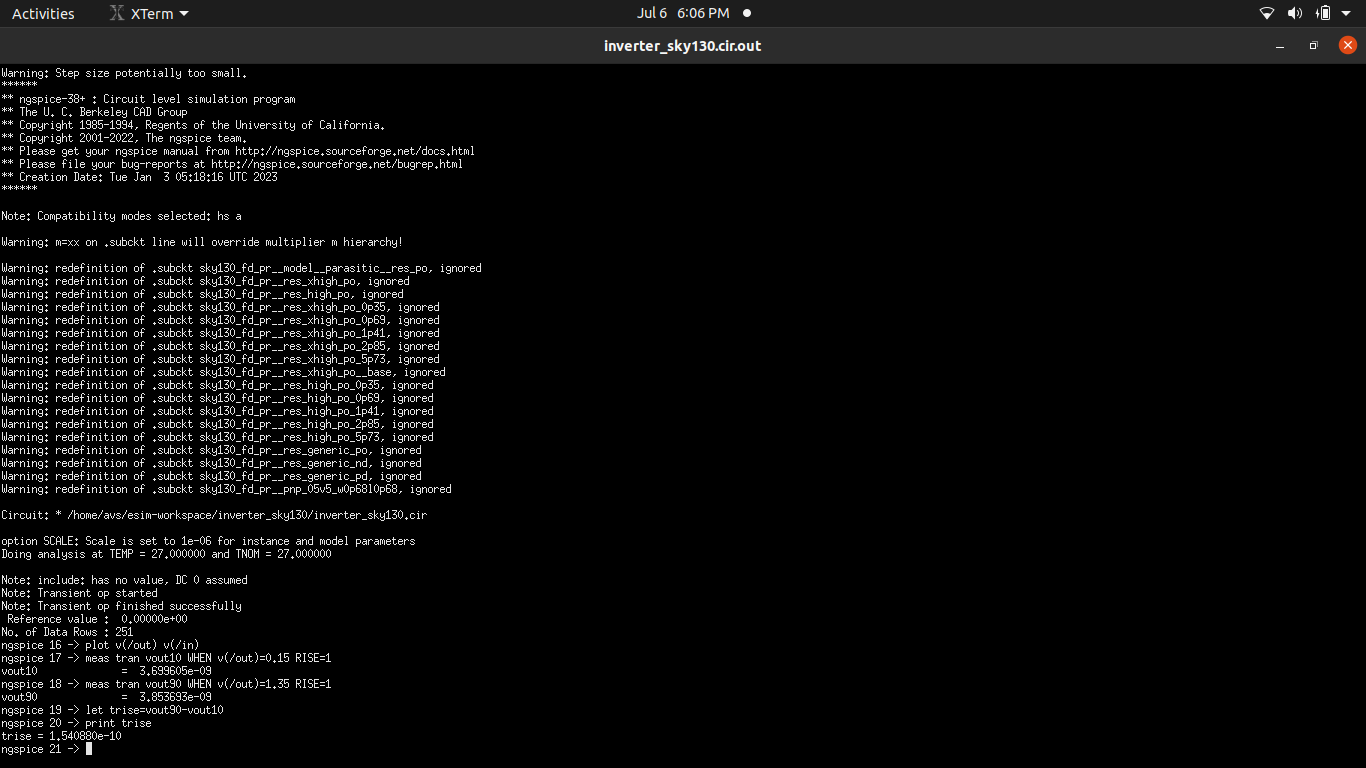 Activities XTerm Jul 6 6:06 PM
inverter_sky130.cir.out
Warning: Step size potentially too small.
******
** ngspice-38+ : Circuit level simulation program
** The U. C. Berkeley CAD Group
** Copyright 1985-1994, Regents of the University of California.
** Copyright 2001-2022, The ngspice team.
** Please get your ngspice manual from http://ngspice.sourceforge.net/docs.html
** Please file your bug-reports at http://ngspice.sourceforge.net/bugrep.html
** Creation Date: Tue Jan  3 05:18:16 UTC 2023
******
Note: Compatibility modes selected: hs a
Warning: m=xx on .subckt line will override multiplier m hierarchy!
Warning: redefinition of .subckt sky130_fd_pr__model__parasitic__res_po, ignored
Warning: redefinition of .subckt sky130_fd_pr__res_xhigh_po, ignored
Warning: redefinition of .subckt sky130_fd_pr__res_high_po, ignored
Warning: redefinition of .subckt sky130_fd_pr__res_xhigh_po_0p35, ignored
Warning: redefinition of .subckt sky130_fd_pr__res_xhigh_po_0p69, ignored
Warning: redefinition of .subckt sky130_fd_pr__res_xhigh_po_1p41, ignored
Warning: redefinition of .subckt sky130_fd_pr__res_xhigh_po_2p85, ignored
Warning: redefinition of .subckt sky130_fd_pr__res_xhigh_po_5p73, ignored
Warning: redefinition of .subckt sky130_fd_pr__res_xhigh_po__base, ignored
Warning: redefinition of .subckt sky130_fd_pr__res_high_po_0p35, ignored
Warning: redefinition of .subckt sky130_fd_pr__res_high_po_0p69, ignored
Warning: redefinition of .subckt sky130_fd_pr__res_high_po_1p41, ignored
Warning: redefinition of .subckt sky130_fd_pr__res_high_po_2p85, ignored
Warning: redefinition of .subckt sky130_fd_pr__res_high_po_5p73, ignored
Warning: redefinition of .subckt sky130_fd_pr__res_generic_po, ignored
Warning: redefinition of .subckt sky130_fd_pr__res_generic_nd, ignored
Warning: redefinition of .subckt sky130_fd_pr__res_generic_pd, ignored
Warning: redefinition of .subckt sky130_fd_pr__pnp_05v5_w0p68l0p68, ignored
Circuit: * /home/avs/esim-workspace/inverter_sky130/inverter_sky130.cir
option SCALE: Scale is set to 1e-06 for instance and model parameters
Doing analysis at TEMP = 27.000000 and TNOM = 27.000000
Note: include: has no value, DC 0 assumed
Note: Transient op started
Note: Transient op finished successfully
Reference value :  0.00000e+00
No. of Data Rows : 251
ngspice 16 -> plot v(/out) v(/in)
ngspice 17 -> meas tran vout10 WHEN v(/out)=0.15 RISE=1
vout10              =  3.699605e-09
ngspice 18 -> meas tran vout90 WHEN v(/out)=1.35 RISE=1
vout90              =  3.853693e-09
ngspice 19 -> let trise=vout90-vout10
ngspice 20 -> print trise
trise = 1.540880e-10
ngspice 21 ->